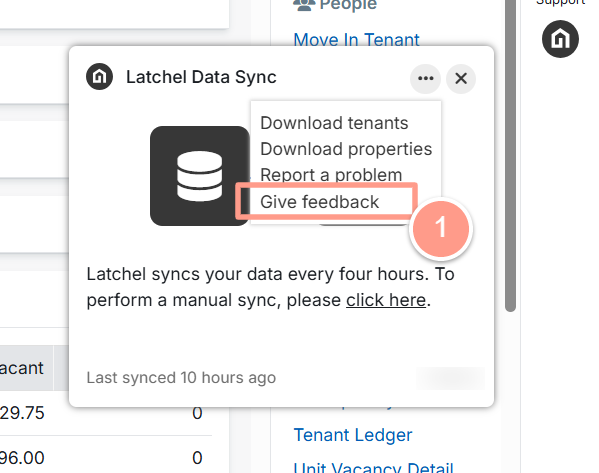 Support
People
Move In Tenant
Latchel Data Sync
Download tenants
Download properties
Report a problem
Give feedback
1
Latchel syncs your data every four hours. To
perform a manual sync, please click here.
Last synced 10 hours ago
acant
29.75 0
96.00 0
Tenant Ledger
Unit Vacancy Detail